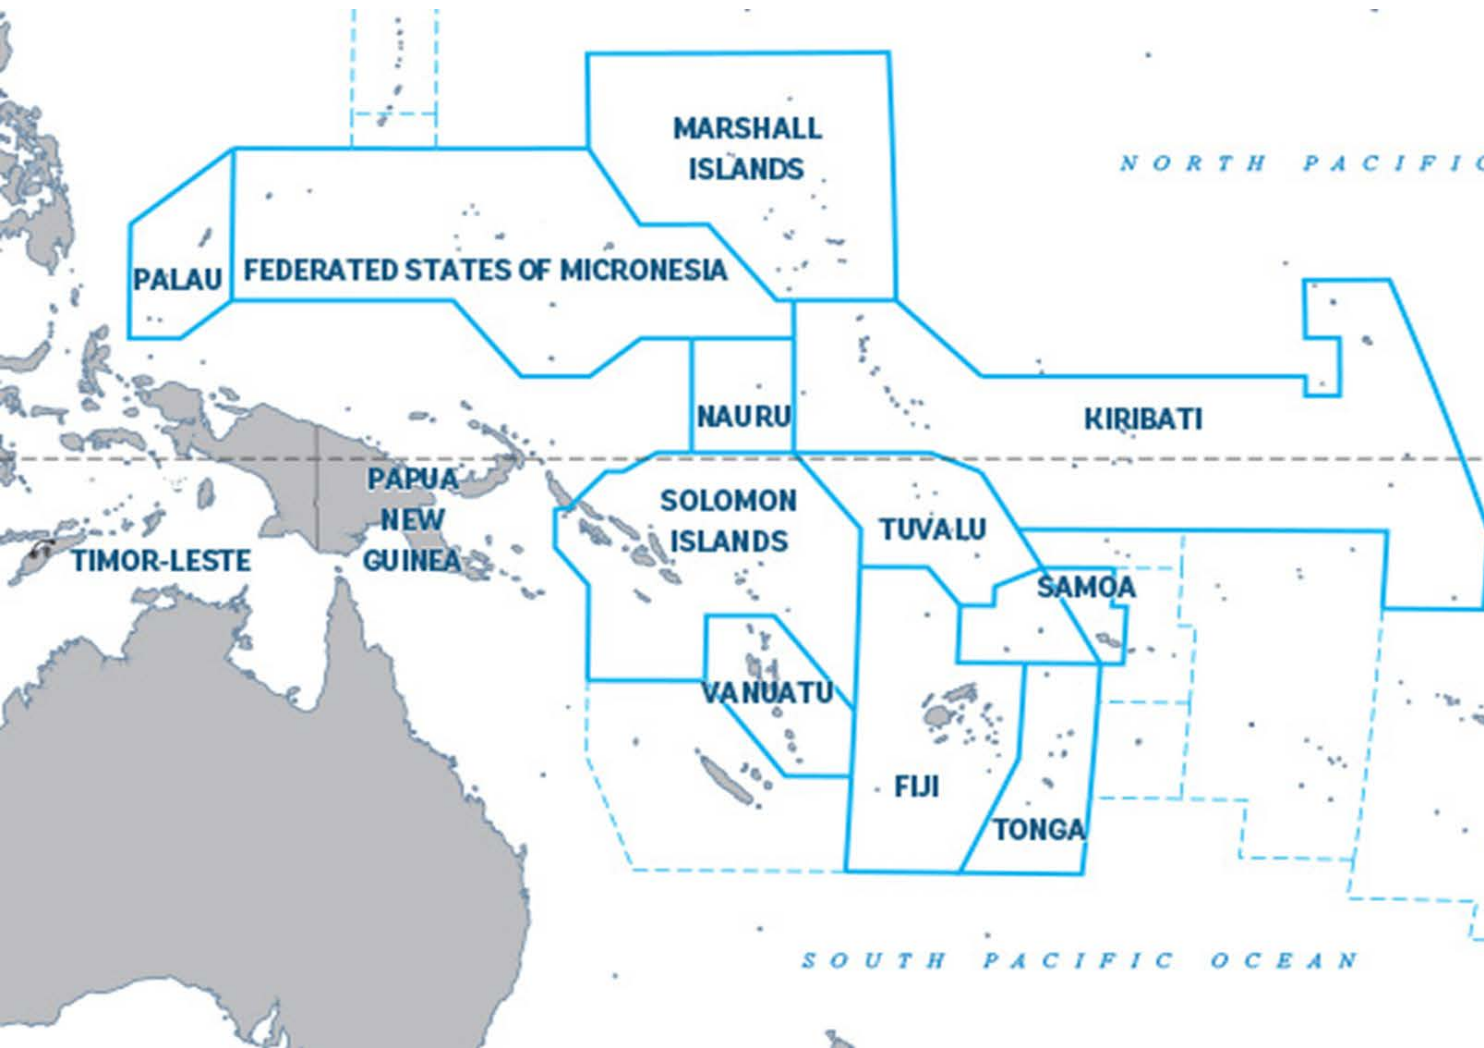 MARSHALL
ISLANDS
NORTH PACIFIC
PALAU
FEDERATED STATES OF MICRONESIA
NAURU
KIRIBATI
PAPUA
NEW
GUINEA
SOLOMON
ISLANDS
TUVALU
TIMOR-LESTE
SAMOA
VANUATU
FIJI
TONGA
SOUTH PACIFIC OCEAN